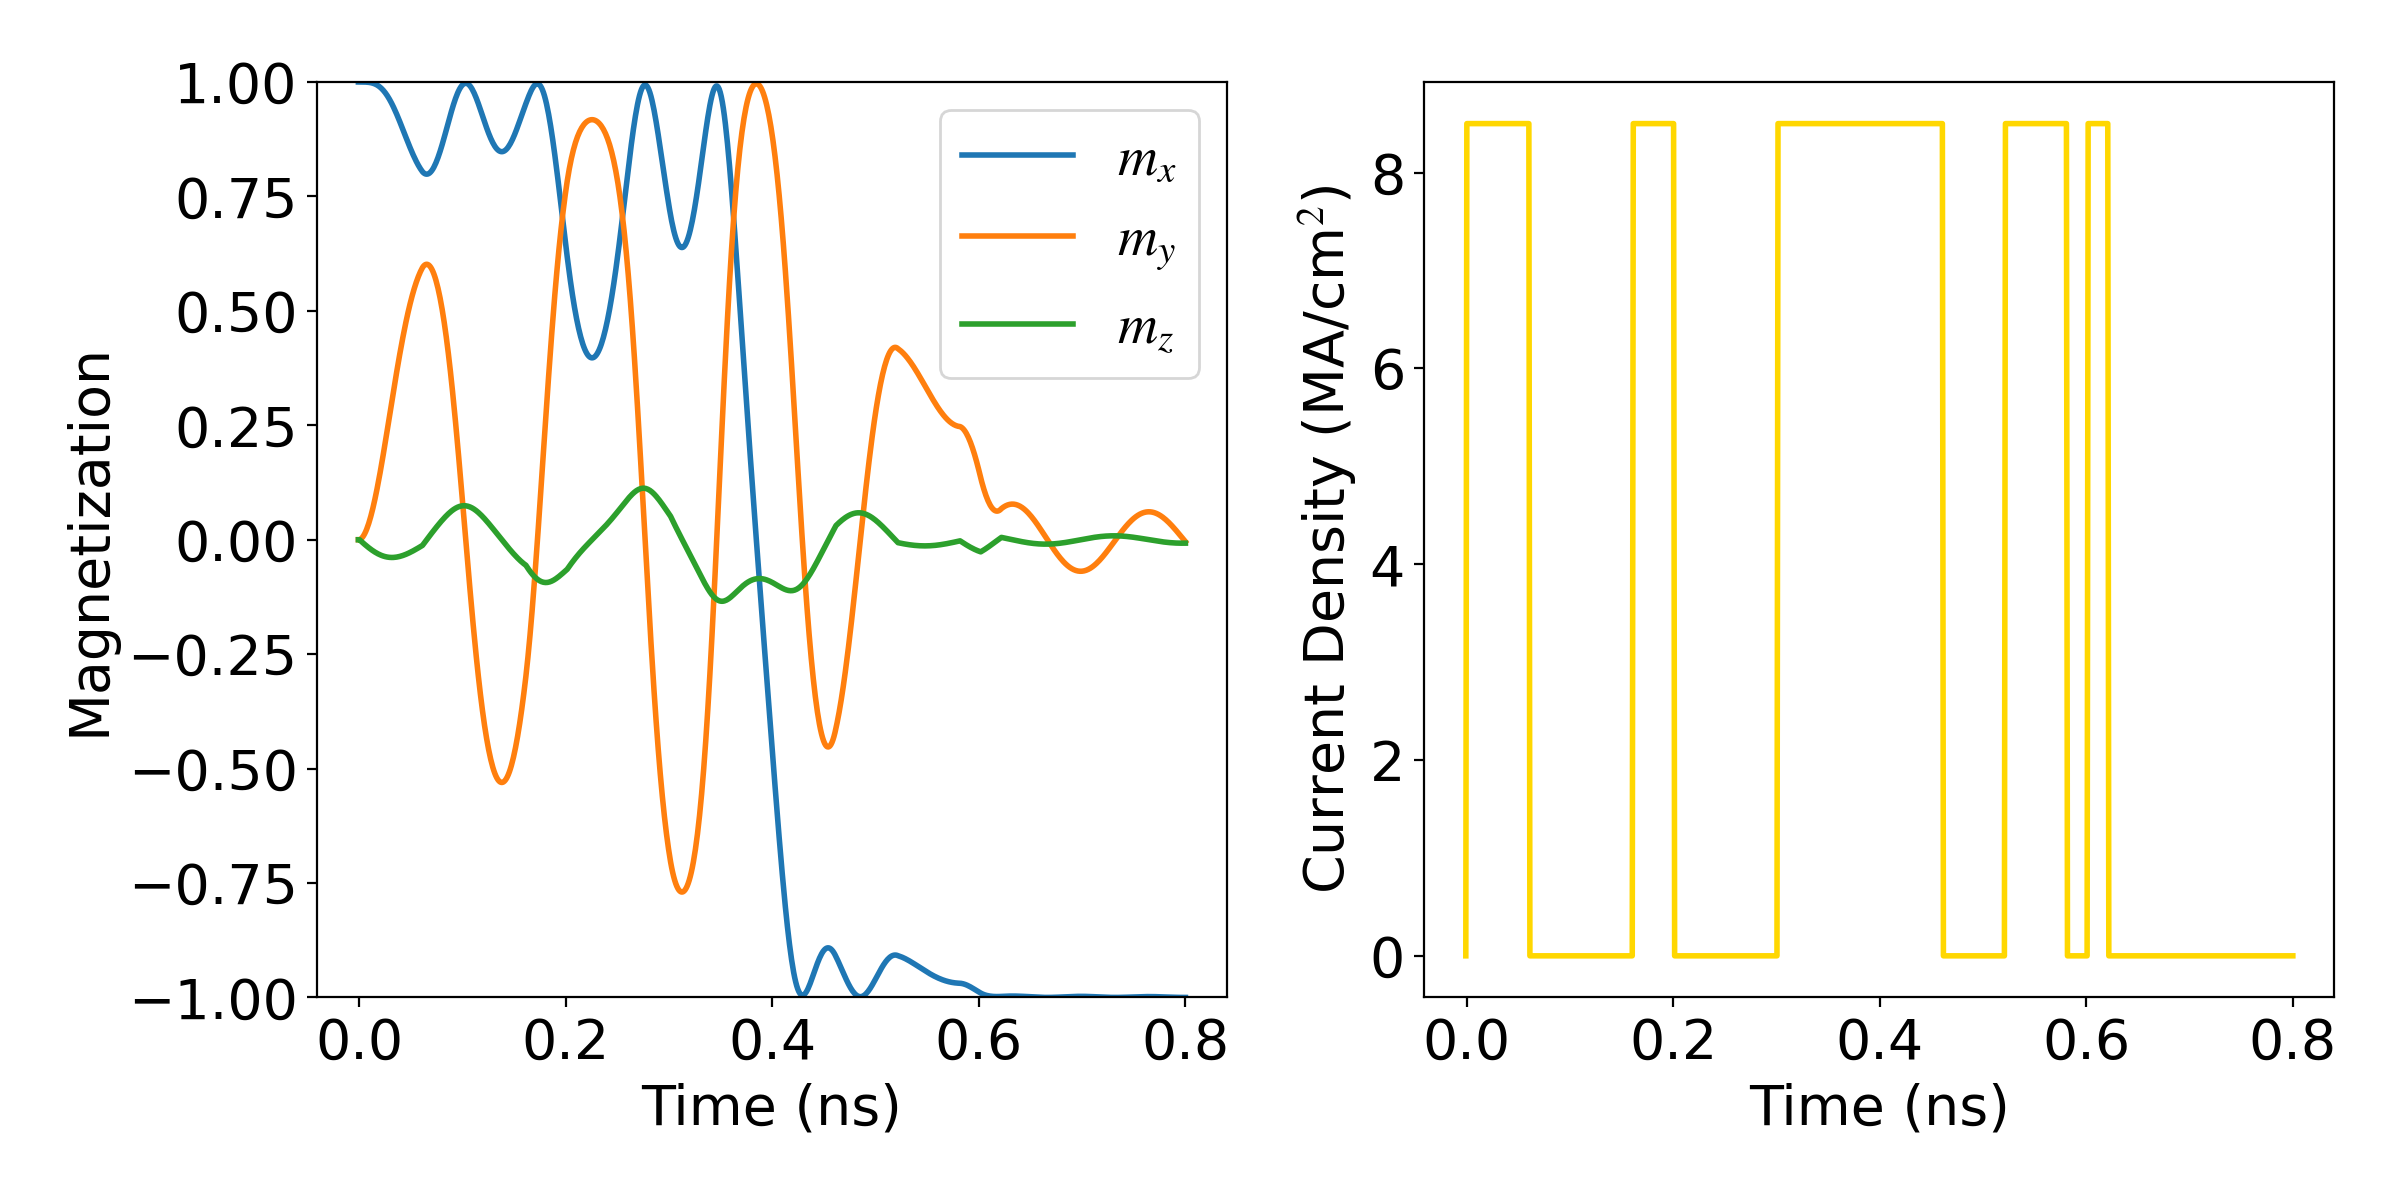 Magnetization
1.00
0.75
0.50
0.25
0.00
−0.25
−0.50
−0.75
−1.00
0.0 0.2 0.4 0.6 0.8
Time (ns)
m_x
m_y
m_z
Current Density (MA/cm²)
8
6
4
2
0
0.0 0.2 0.4 0.6 0.8
Time (ns)